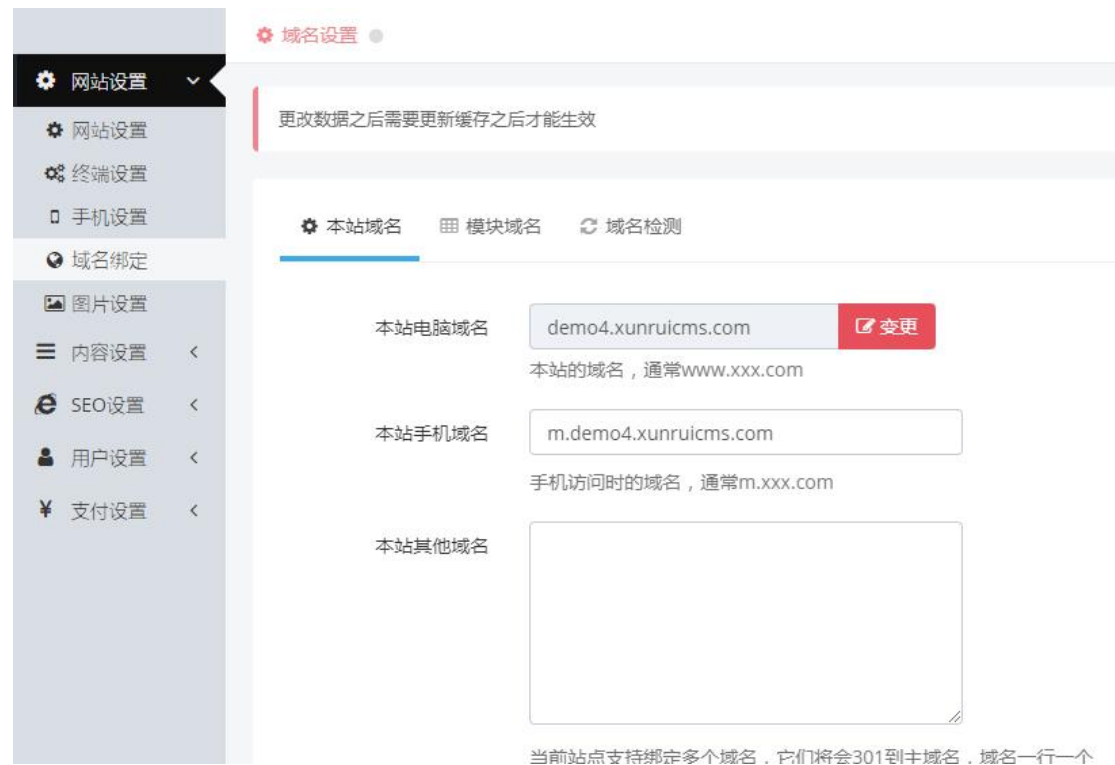 域名设置
网站设置
网站设置
终端设置
手机设置
域名绑定
图片设置
内容设置
SEO设置
用户设置
支付设置
更改数据之后需要更新缓存之后才能生效
本站域名 模块域名 域名检测
本站电脑域名 demo4.xunruicms.com 变更
本站的域名，通常www.xxx.com
本站手机域名 m.demo4.xunruicms.com
手机访问时的域名，通常m.xxx.com
本站其他域名
当前站点支持绑定多个域名，它们将会301到主域名，域名一行一个